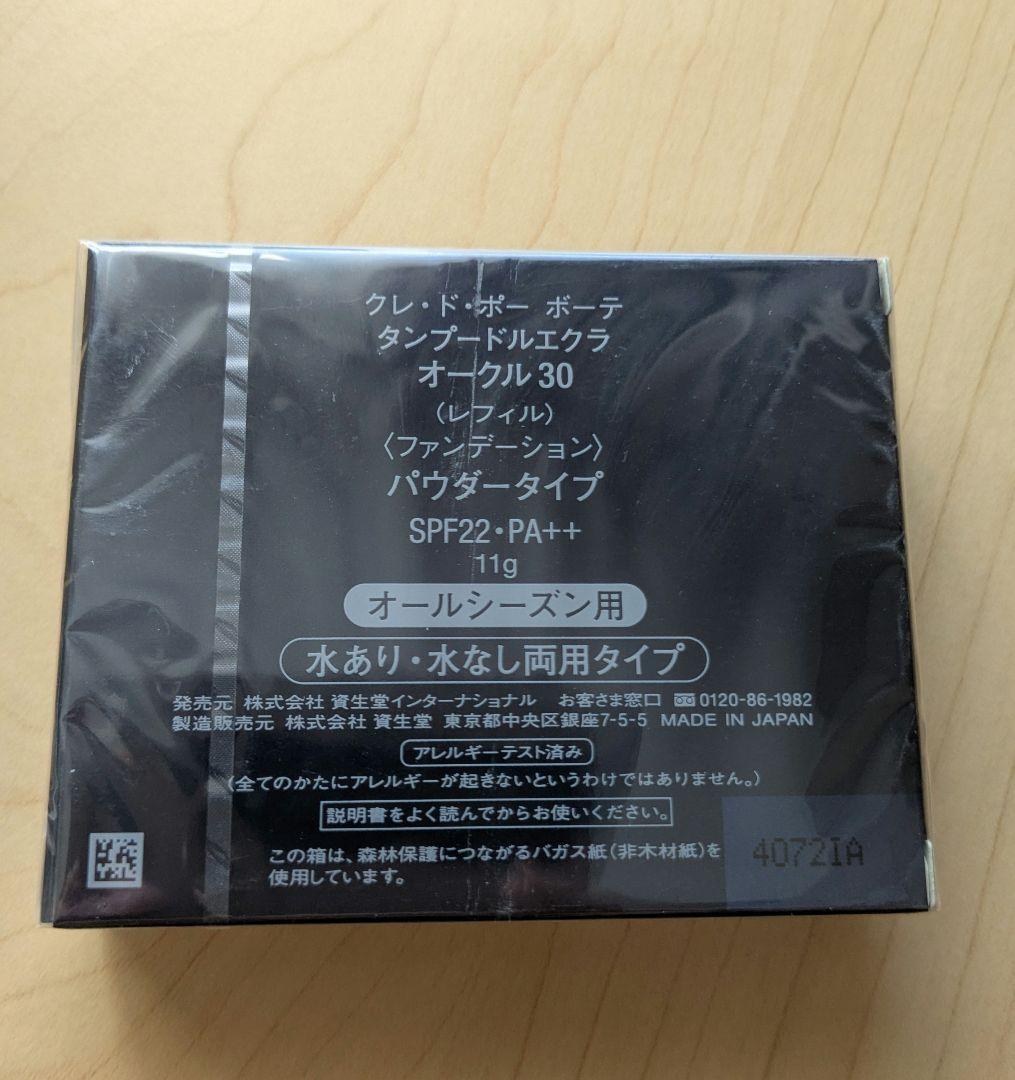 クレ・ド・ポー ボーテ
タンプードルエクラ
オークル30
（レフィル）
〈ファンデーション〉
パウダータイプ
SPF22・PA++
11g
オールシーズン用
水あり・水なし両用タイプ
発売元 株式会社 資生堂インターナショナル お客さま窓口 0120-86-1982
製造販売元 株式会社 資生堂 東京都中央区銀座7-5-5 MADE IN JAPAN
アレルギーテスト済み
（全てのかたにアレルギーが起きないというわけではありません。）
説明書をよく読んでからお使いください。
この箱は、森林保護につながるバガス紙（非木材紙）を
使用しています。
4072IA